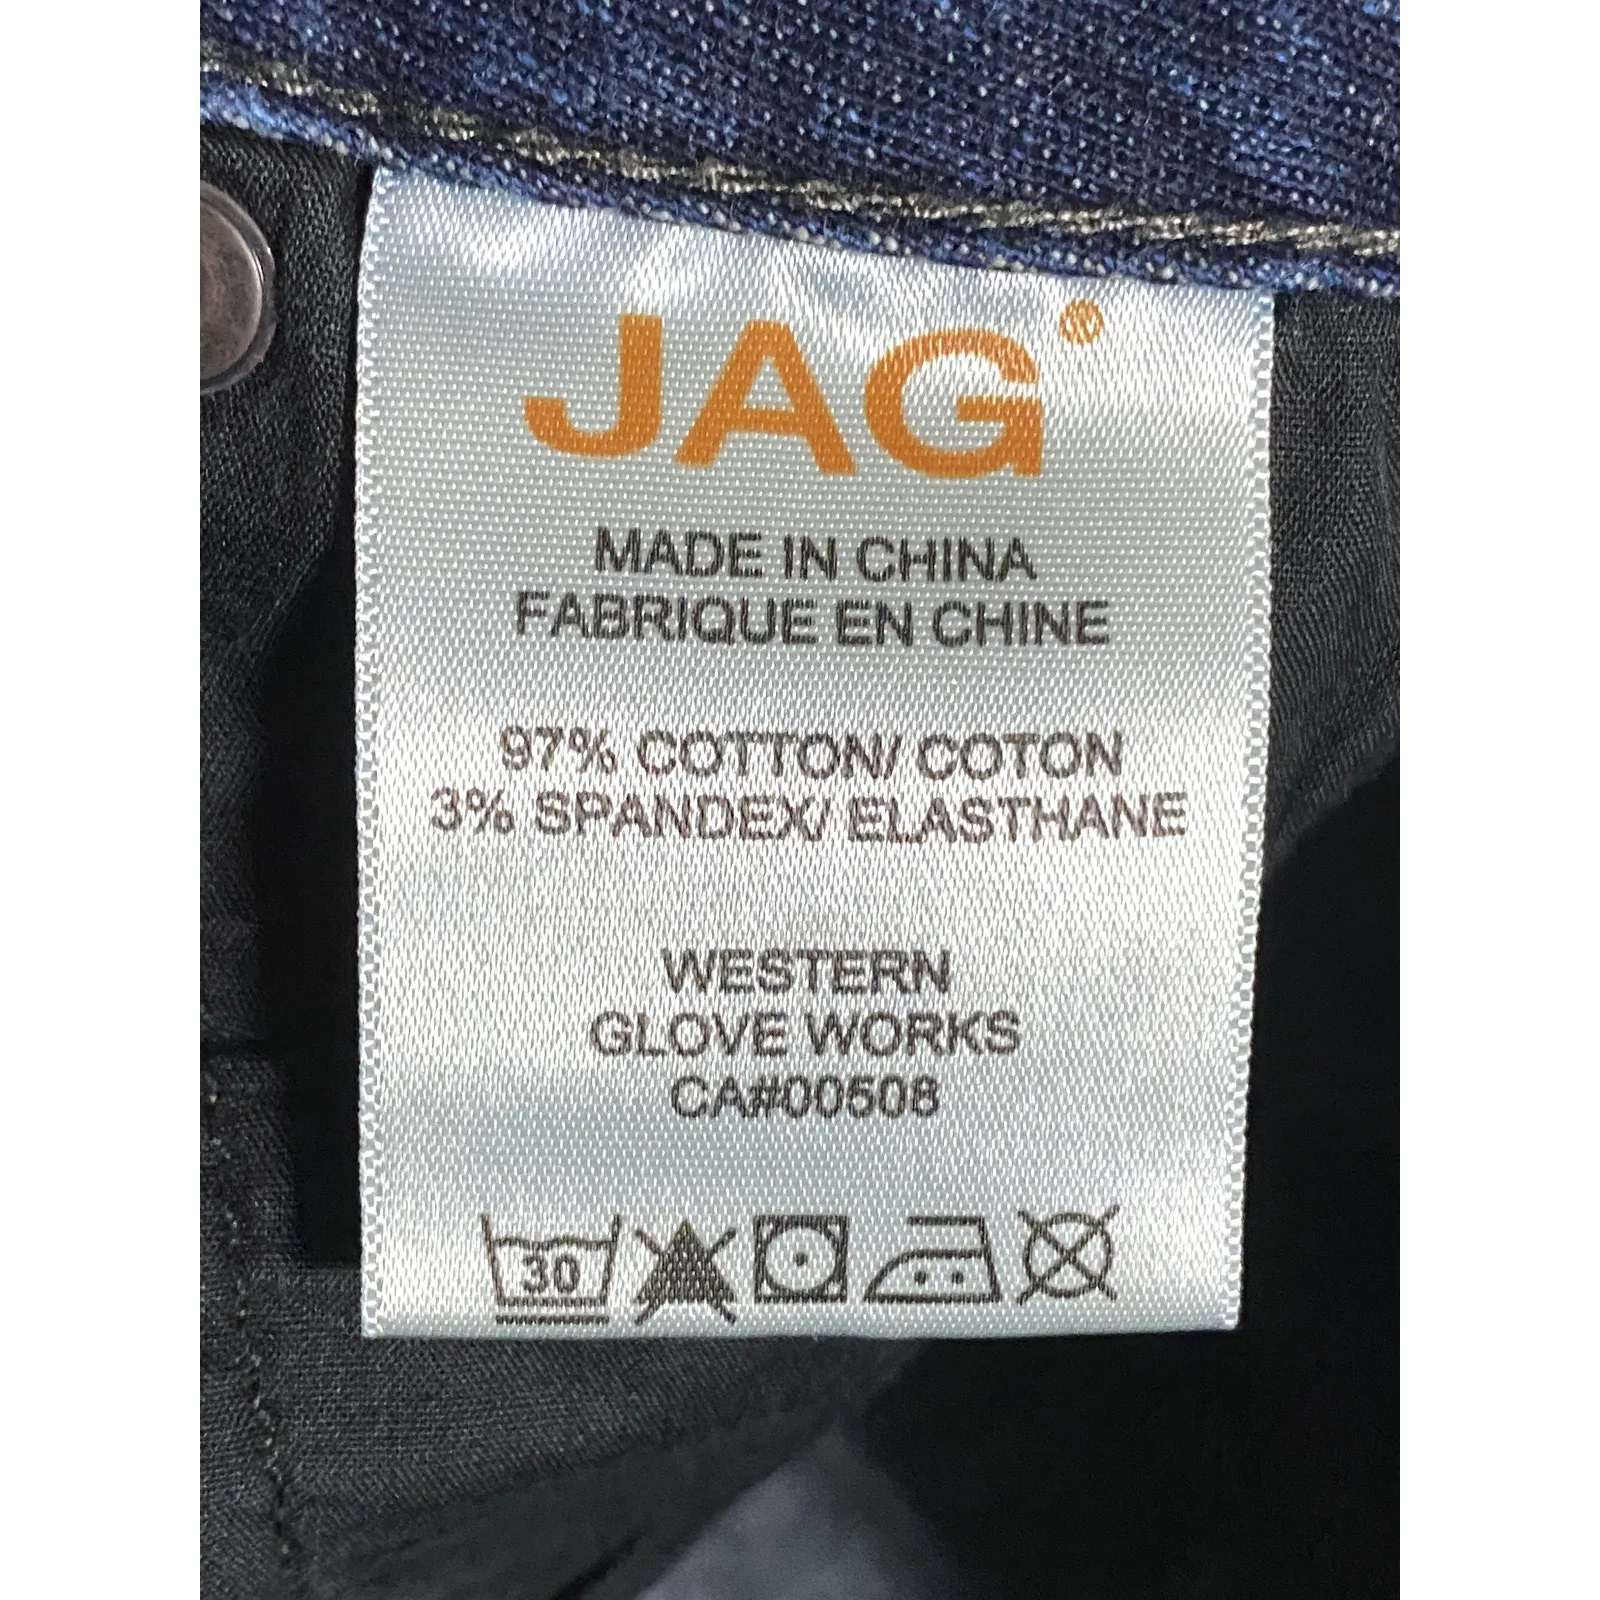 JAG®
MADE IN CHINA
FABRIQUE EN CHINE
97% COTTON/ COTON
3% SPANDEX/ ELASTHANE
WESTERN
GLOVE WORKS
CA#00508
30